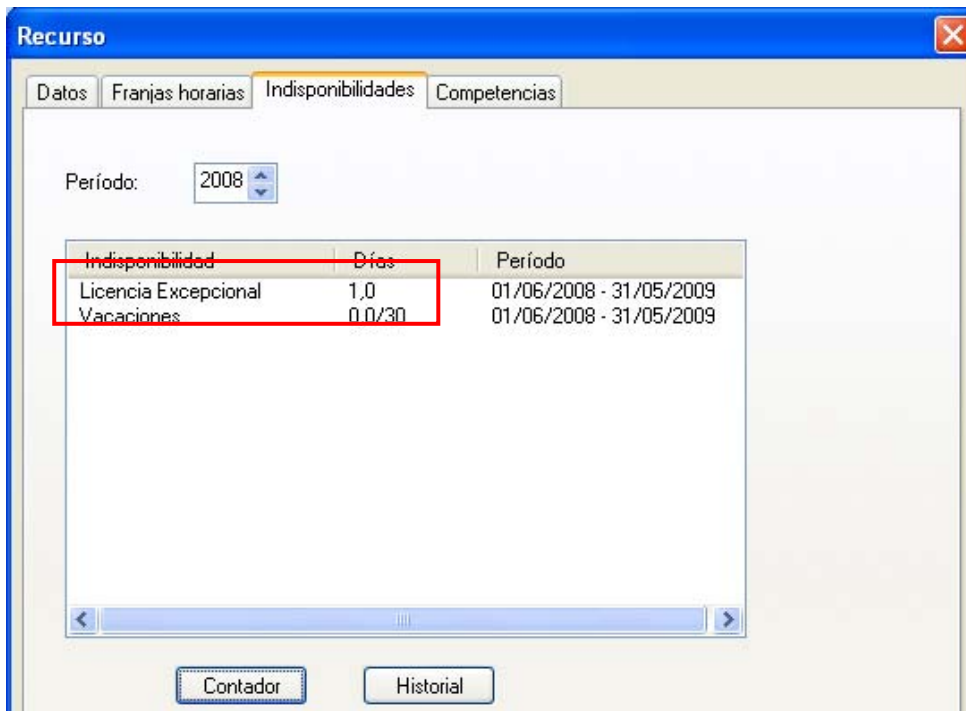 Recurso
Datos Franjas horarias Indisponibilidades Competencias
Período: 2008
Indisponibilidad Días Período
Licencia Excepcional 1,0 01/06/2008 - 31/05/2009
Vacaciones 0,0/30 01/06/2008 - 31/05/2009
Contador Historial